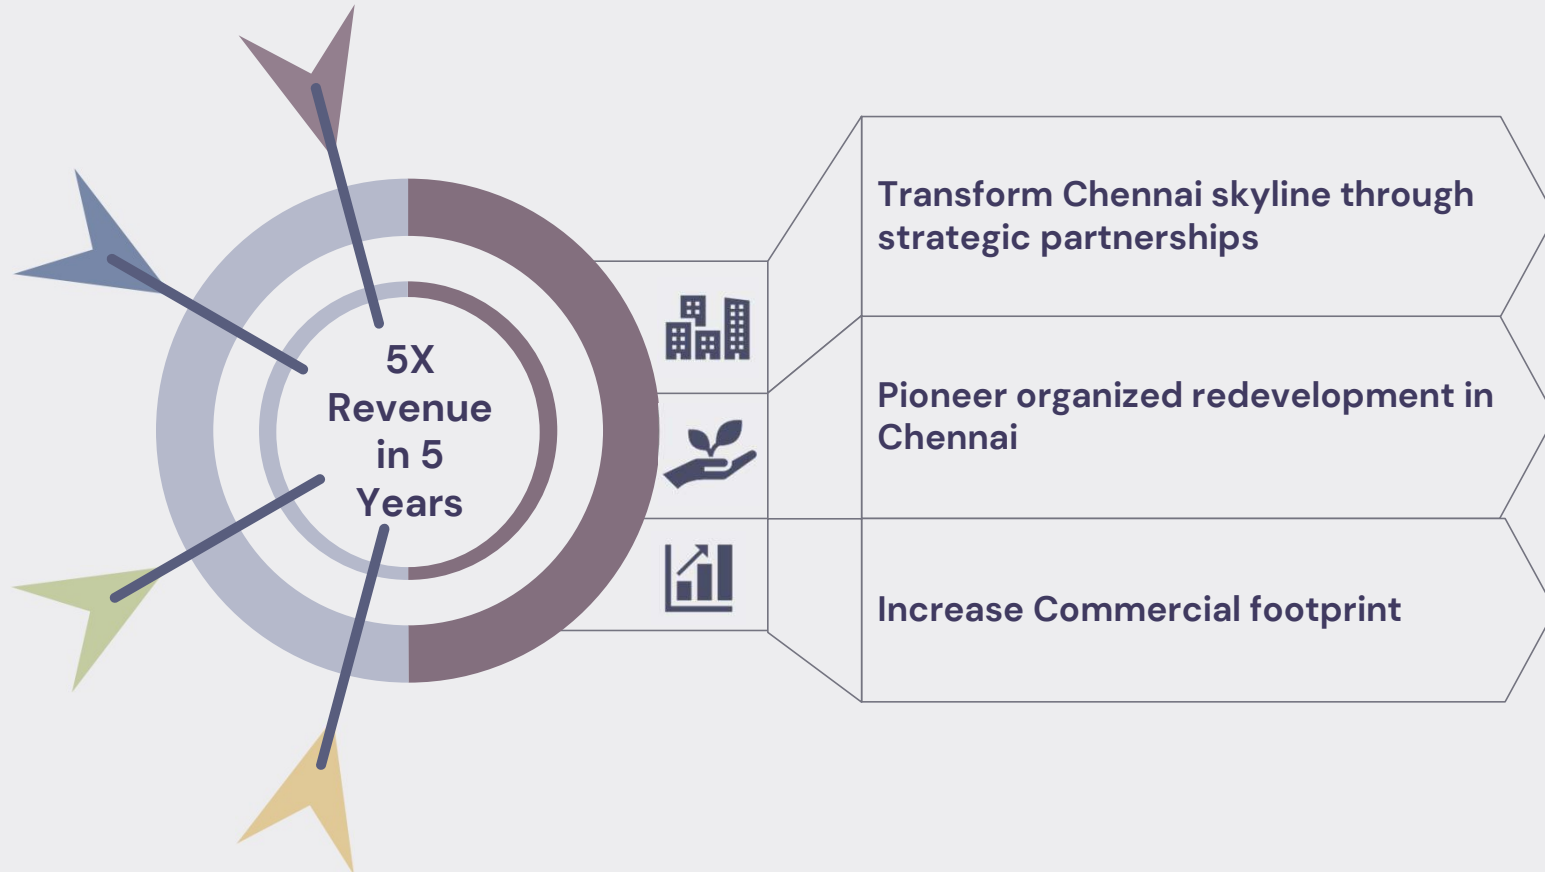 5X
Revenue
in 5
Years
Transform Chennai skyline through
strategic partnerships
Pioneer organized redevelopment in
Chennai
Increase Commercial footprint